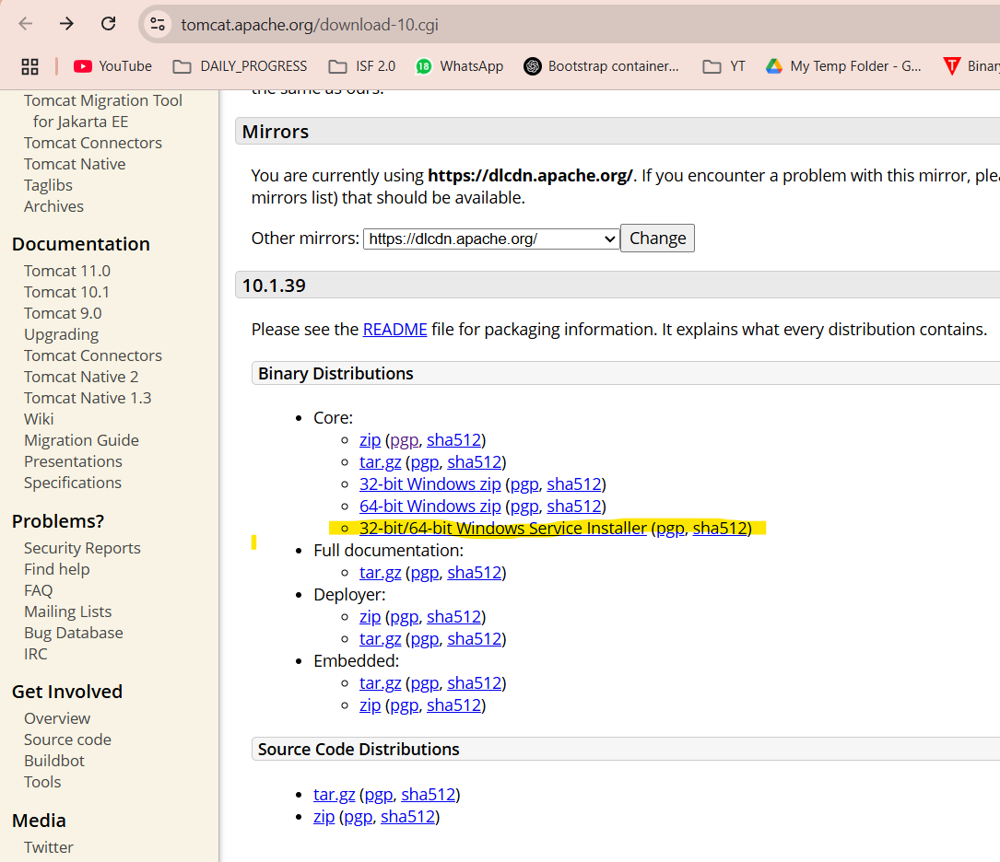 tomcat.apache.org/download-10.cgi
YouTube DAILY_PROGRESS ISF 2.0 18 WhatsApp Bootstrap container... YT My Temp Folder - G... T Binary
Tomcat Migration Tool
for Jakarta EE
Tomcat Connectors
Tomcat Native
Taglibs
Archives
Documentation
Tomcat 11.0
Tomcat 10.1
Tomcat 9.0
Upgrading
Tomcat Connectors
Tomcat Native 2
Tomcat Native 1.3
Wiki
Migration Guide
Presentations
Specifications
Problems?
Security Reports
Find help
FAQ
Mailing Lists
Bug Database
IRC
Get Involved
Overview
Source code
Buildbot
Tools
Media
Twitter
the same as ours.
Mirrors
You are currently using https://dlcdn.apache.org/. If you encounter a problem with this mirror, plea
mirrors list) that should be available.
Other mirrors: https://dlcdn.apache.org/ Change
10.1.39
Please see the README file for packaging information. It explains what every distribution contains.
Binary Distributions
• Core:
zip (pgp, sha512)
tar.gz (pgp, sha512)
32-bit Windows zip (pgp, sha512)
64-bit Windows zip (pgp, sha512)
32-bit/64-bit Windows Service Installer (pgp, sha512)
• Full documentation:
tar.gz (pgp, sha512)
• Deployer:
zip (pgp, sha512)
tar.gz (pgp, sha512)
• Embedded:
tar.gz (pgp, sha512)
zip (pgp, sha512)
Source Code Distributions
• tar.gz (pgp, sha512)
• zip (pgp, sha512)